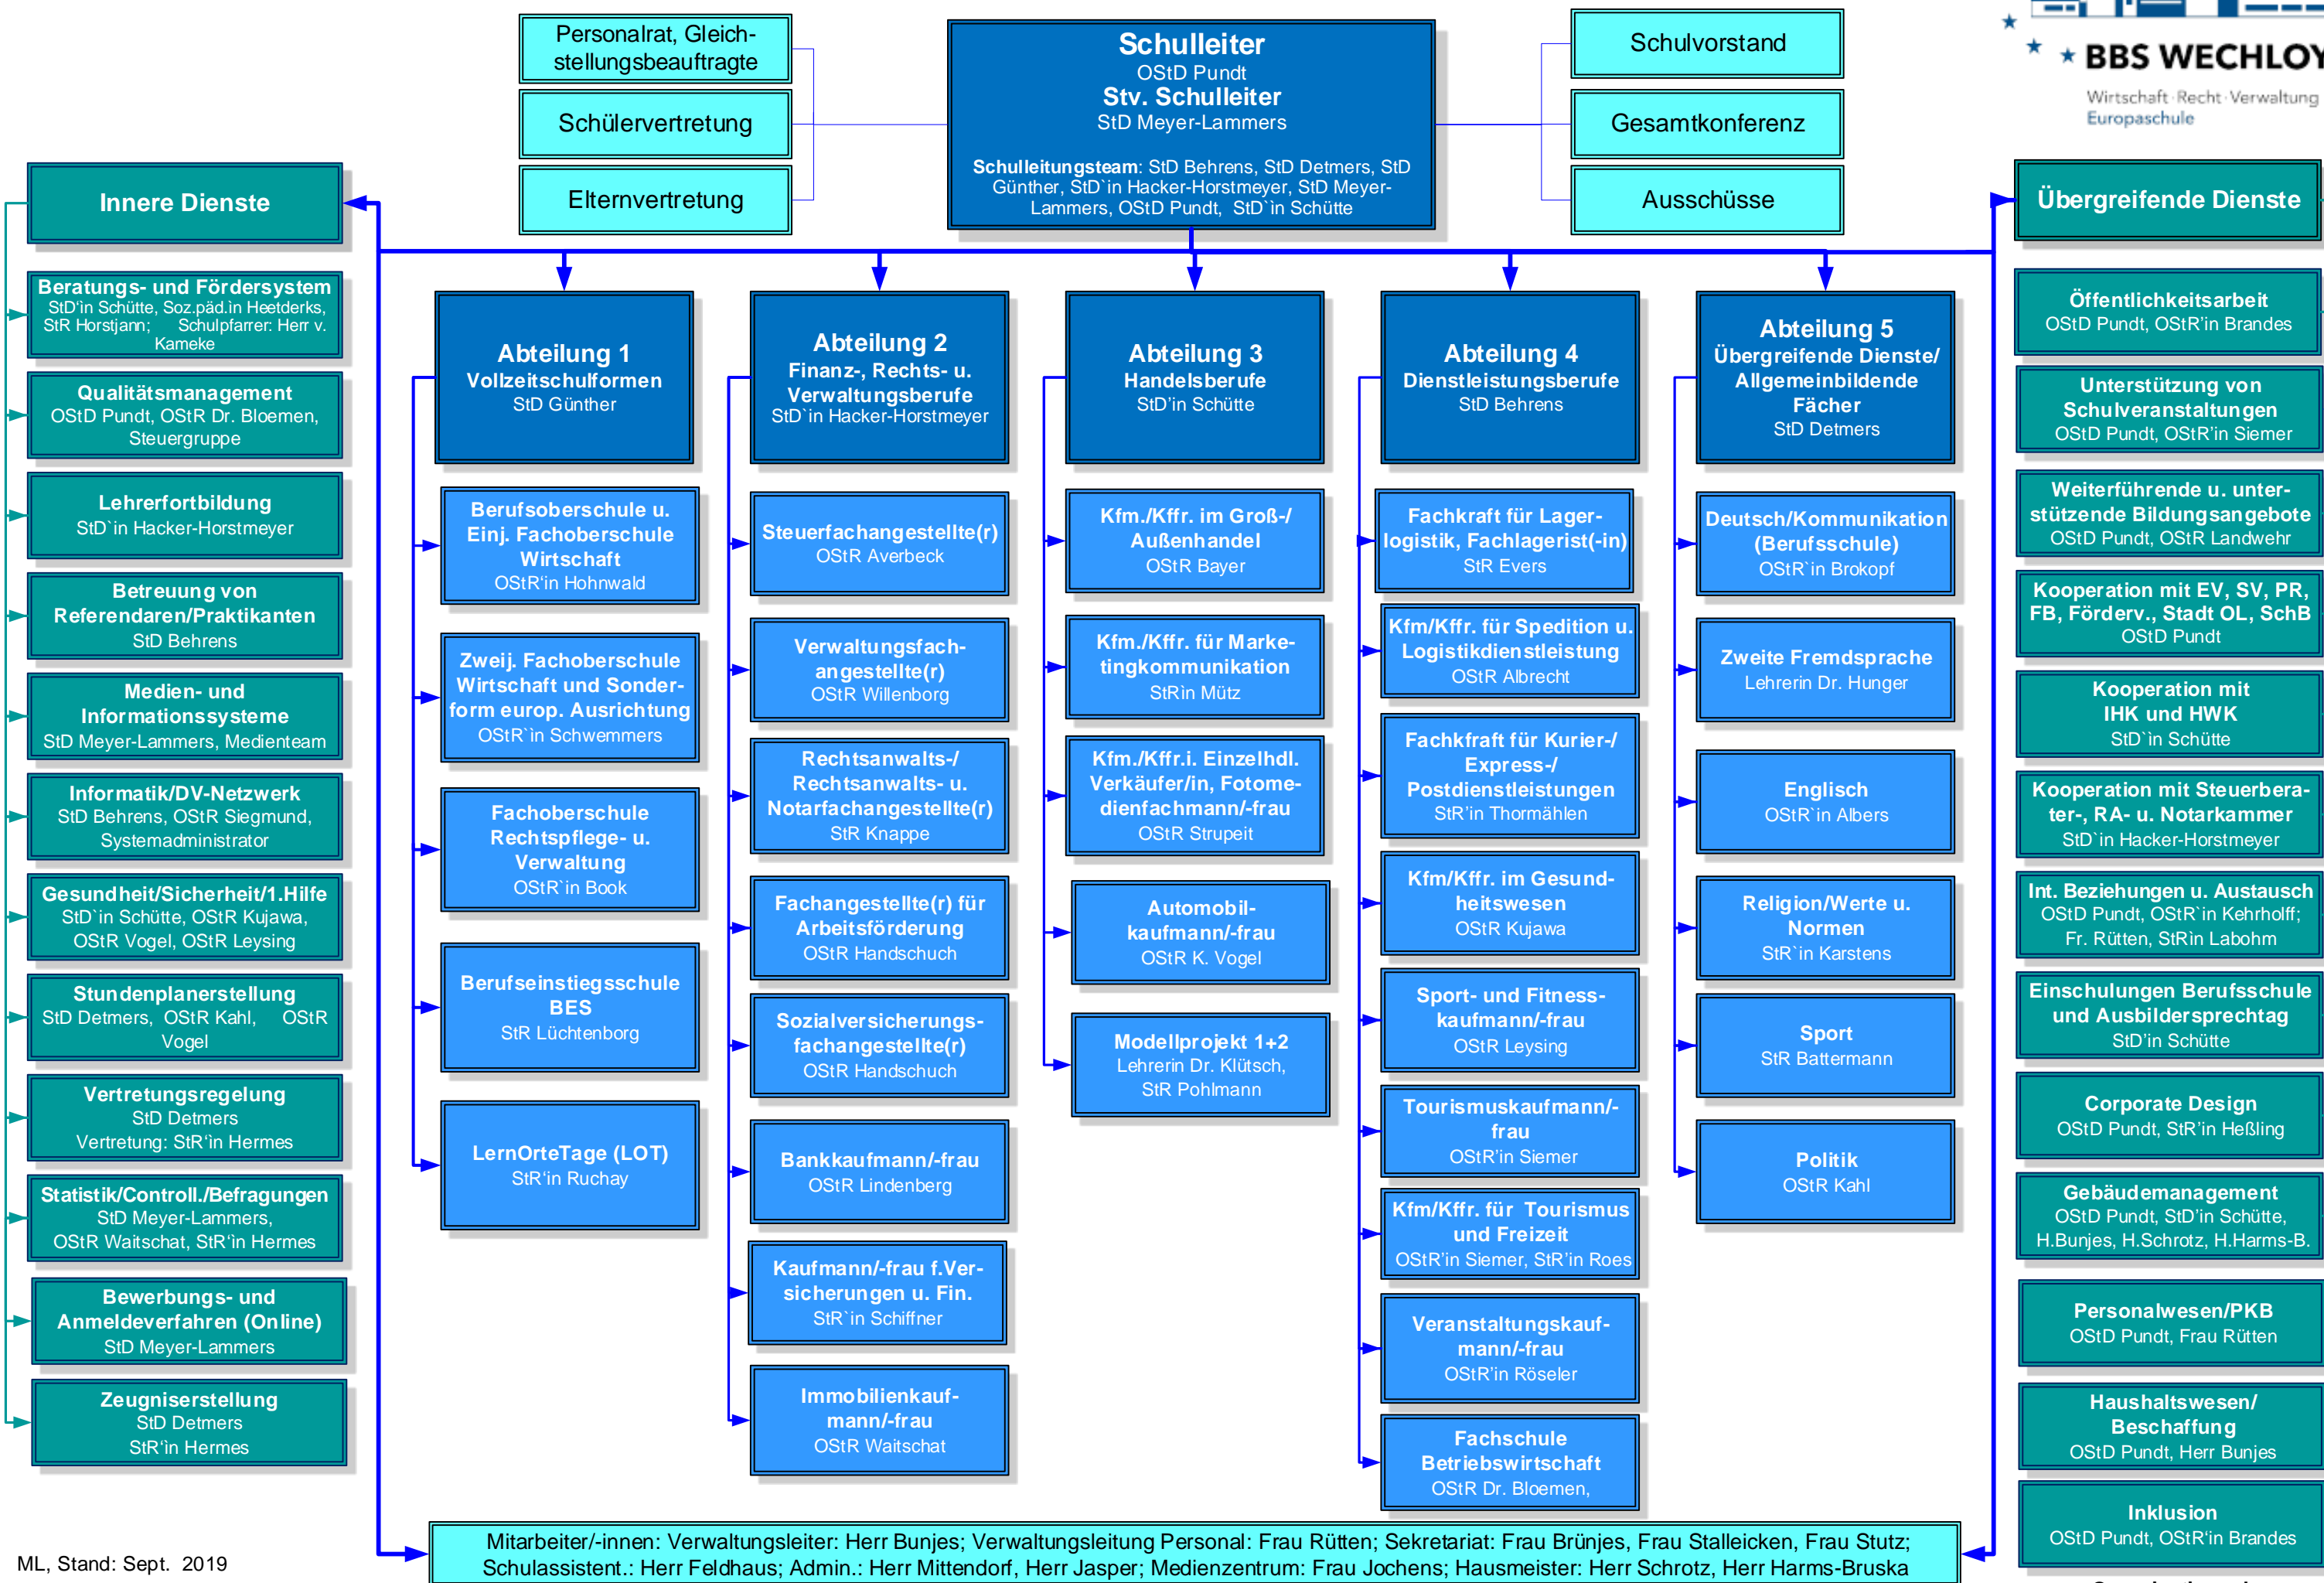 Personalrat, Gleich-
stellungsbeauftragte
Schülervertretung
Elternvertretung
Schulleiter
OStD Pundt
Stv. Schulleiter
StD Meyer-Lammers
Schulleitungsteam: StD Behrens, StD Detmers, StD
Günther, StD`in Hacker-Horstmeyer, StD Meyer-
Lammers, OStD Pundt, StD`in Schütte
Schulvorstand
Gesamtkonferenz
Ausschüsse
BBS WECHLOY
Wirtschaft·Recht·Verwaltung
Europaschule
Innere Dienste
Beratungs- und Fördersystem
StD‘in Schütte, Soz.päd.ìn Heetderks,
StR Horstjann; Schulpfarrer: Herr v.
Kameke
Qualitätsmanagement
OStD Pundt, OStR Dr. Bloemen,
Steuergruppe
Lehrerfortbildung
StD`in Hacker-Horstmeyer
Betreuung von
Referendaren/Praktikanten
StD Behrens
Medien- und
Informationssysteme
StD Meyer-Lammers, Medienteam
Informatik/DV-Netzwerk
StD Behrens, OStR Siegmund,
Systemadministrator
Gesundheit/Sicherheit/1.Hilfe
StD`in Schütte, OStR Kujawa,
OStR Vogel, OStR Leysing
Stundenplanerstellung
StD Detmers, OStR Kahl, OStR
Vogel
Vertretungsregelung
StD Detmers
Vertretung: StR‘in Hermes
Statistik/Controll./Befragungen
StD Meyer-Lammers,
OStR Waitschat, StR‘in Hermes
Bewerbungs- und
Anmeldeverfahren (Online)
StD Meyer-Lammers
Zeugniserstellung
StD Detmers
StR‘in Hermes
Abteilung 1
Vollzeitschulformen
StD Günther
Berufsoberschule u.
Einj. Fachoberschule
Wirtschaft
OStR‘in Hohnwald
Zweij. Fachoberschule
Wirtschaft und Sonder-
form europ. Ausrichtung
OStR`in Schwemmers
Fachoberschule
Rechtspflege- u.
Verwaltung
OStR`in Book
Berufseinstiegsschule
BES
StR Lüchtenborg
LernOrteTage (LOT)
StR‘in Ruchay
Abteilung 2
Finanz-, Rechts- u.
Verwaltungsberufe
StD`in Hacker-Horstmeyer
Steuerfachangestellte(r)
OStR Averbeck
Verwaltungsfach-
angestellte(r)
OStR Willenborg
Rechtsanwalts-/
Rechtsanwalts- u.
Notarfachangestellte(r)
StR Knappe
Fachangestellte(r) für
Arbeitsförderung
OStR Handschuch
Sozialversicherungs-
fachangestellte(r)
OStR Handschuch
Bankkaufmann/-frau
OStR Lindenberg
Kaufmann/-frau f.Ver-
sicherungen u. Fin.
StR`in Schiffner
Immobilienkauf-
mann/-frau
OStR Waitschat
Abteilung 3
Handelsberufe
StD’in Schütte
Kfm./Kffr. im Groß-/
Außenhandel
OStR Bayer
Kfm./Kffr. für Marke-
tingkommunikation
StRìn Mütz
Kfm./Kffr.i. Einzelhdl.
Verkäufer/in, Fotome-
dienfachmann/-frau
OStR Strupeit
Automobil-
kaufmann/-frau
OStR K. Vogel
Modellprojekt 1+2
Lehrerin Dr. Klütsch,
StR Pohlmann
Abteilung 4
Dienstleistungsberufe
StD Behrens
Fachkraft für Lager-
logistik, Fachlagerist(-in)
StR Evers
Kfm/Kffr. für Spedition u.
Logistikdienstleistung
OStR Albrecht
Fachkfraft für Kurier-/
Express-/
Postdienstleistungen
StR’in Thormählen
Kfm/Kffr. im Gesund-
heitswesen
OStR Kujawa
Sport- und Fitness-
kaufmann/-frau
OStR Leysing
Tourismuskaufmann/-
frau
OStR’in Siemer
Kfm/Kffr. für Tourismus
und Freizeit
OStR’in Siemer, StR’in Roes
Veranstaltungskauf-
mann/-frau
OStR’in Röseler
Fachschule
Betriebswirtschaft
OStR Dr. Bloemen,
Abteilung 5
Übergreifende Dienste/
Allgemeinbildende
Fächer
StD Detmers
Deutsch/Kommunikation
(Berufsschule)
OStR`in Brokopf
Zweite Fremdsprache
Lehrerin Dr. Hunger
Englisch
OStR`in Albers
Religion/Werte u.
Normen
StR`in Karstens
Sport
StR Battermann
Politik
OStR Kahl
Übergreifende Dienste
Öffentlichkeitsarbeit
OStD Pundt, OStR’in Brandes
Unterstützung von
Schulveranstaltungen
OStD Pundt, OStR’in Siemer
Weiterführende u. unter-
stützende Bildungsangebote
OStD Pundt, OStR Landwehr
Kooperation mit EV, SV, PR,
FB, Förderv., Stadt OL, SchB
OStD Pundt
Kooperation mit
IHK und HWK
StD`in Schütte
Kooperation mit Steuerbera-
ter-, RA- u. Notarkammer
StD`in Hacker-Horstmeyer
Int. Beziehungen u. Austausch
OStD Pundt, OStR`in Kehrholff;
Fr. Rütten, StRìn Labohm
Einschulungen Berufsschule
und Ausbildersprechtag
StD’in Schütte
Corporate Design
OStD Pundt, StR’in Heßling
Gebäudemanagement
OStD Pundt, StD’in Schütte,
H.Bunjes, H.Schrotz, H.Harms-B.
Personalwesen/PKB
OStD Pundt, Frau Rütten
Haushaltswesen/
Beschaffung
OStD Pundt, Herr Bunjes
Inklusion
OStD Pundt, OStR’in Brandes
Mitarbeiter/-innen: Verwaltungsleiter: Herr Bunjes; Verwaltungsleitung Personal: Frau Rütten; Sekretariat: Frau Brünjes, Frau Stalleicken, Frau Stutz;
Schulassistent.: Herr Feldhaus; Admin.: Herr Mittendorf, Herr Jasper; Medienzentrum: Frau Jochens; Hausmeister: Herr Schrotz, Herr Harms-Bruska
ML, Stand: Sept. 2019